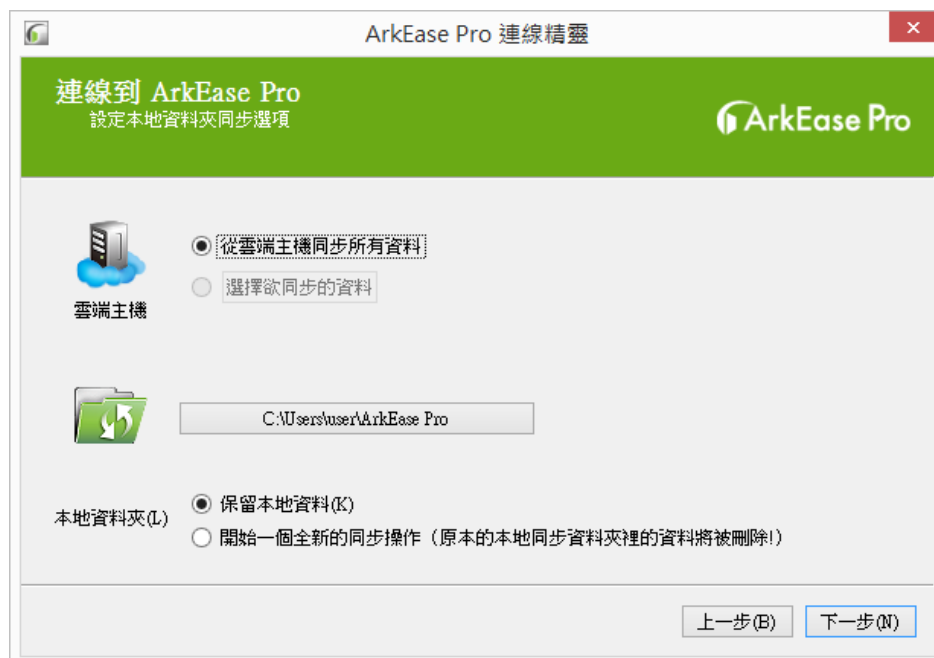 ArkEase Pro 連線精靈
連線到 ArkEase Pro
設定本地資料夾同步選項
ArkEase Pro
從雲端主機同步所有資料
選擇欲同步的資料
雲端主機
C:\Users\user\ArkEase Pro
保留本地資料(K)
本地資料夾(L)
開始一個全新的同步操作（原本的本地同步資料夾裡的資料將被刪除!）
上一步(B)
下一步(N)